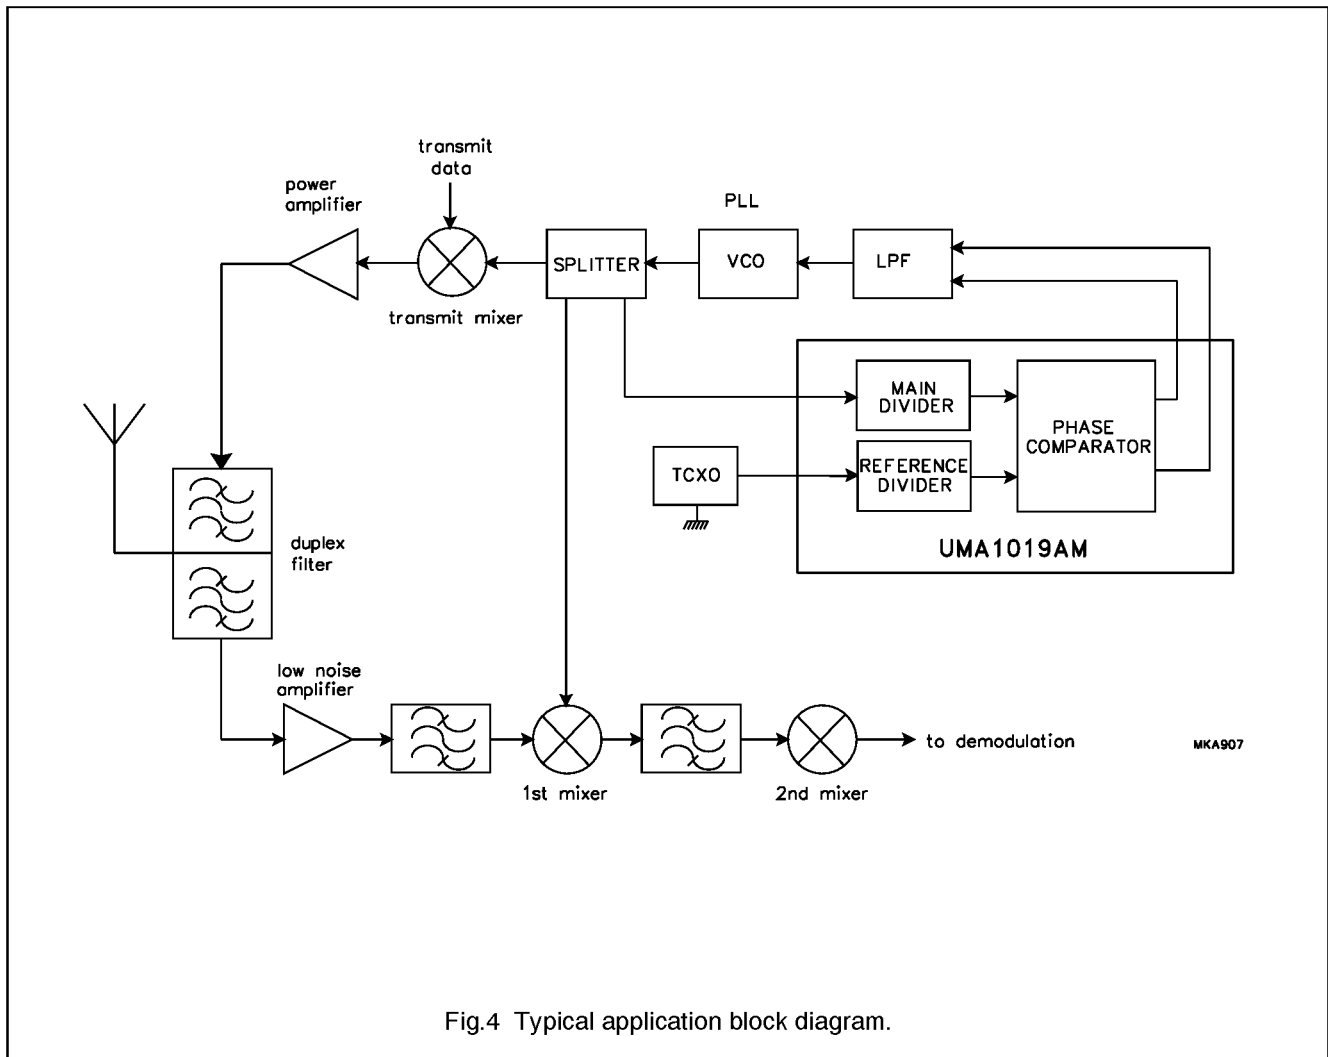 transmit
data
power
amplifier
PLL
SPLITTER
VCO
LPF
transmit mixer
MAIN
DIVIDER
PHASE
COMPARATOR
TCXO
REFERENCE
DIVIDER
UMA1019AM
duplex
filter
low noise
amplifier
to demodulation
MKA907
1st mixer
2nd mixer
Fig.4 Typical application block diagram.